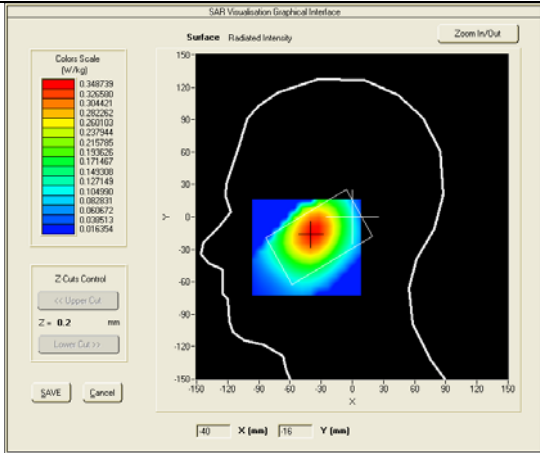 SAR Visualisation Graphical Interface
Surface Radiated Intensity
Zoom In/Out
Colors Scale
(W/kg)
0.348739
0.326580
0.304421
0.282262
0.260103
0.237944
0.215785
0.193626
0.171467
0.149308
0.127149
0.104990
0.082831
0.060672
0.038513
0.016354
Z Cuts Control
<< Upper Cut
Z = 0.2 mm
Lower Cut >>
SAVE Cancel
150
120
90
60
30
0
-30
-60
-90
-120
-150
Y
-150 -120 -90 -60 -30 0 30 60 90 120 150
X
-40 X (mm) -16 Y (mm)